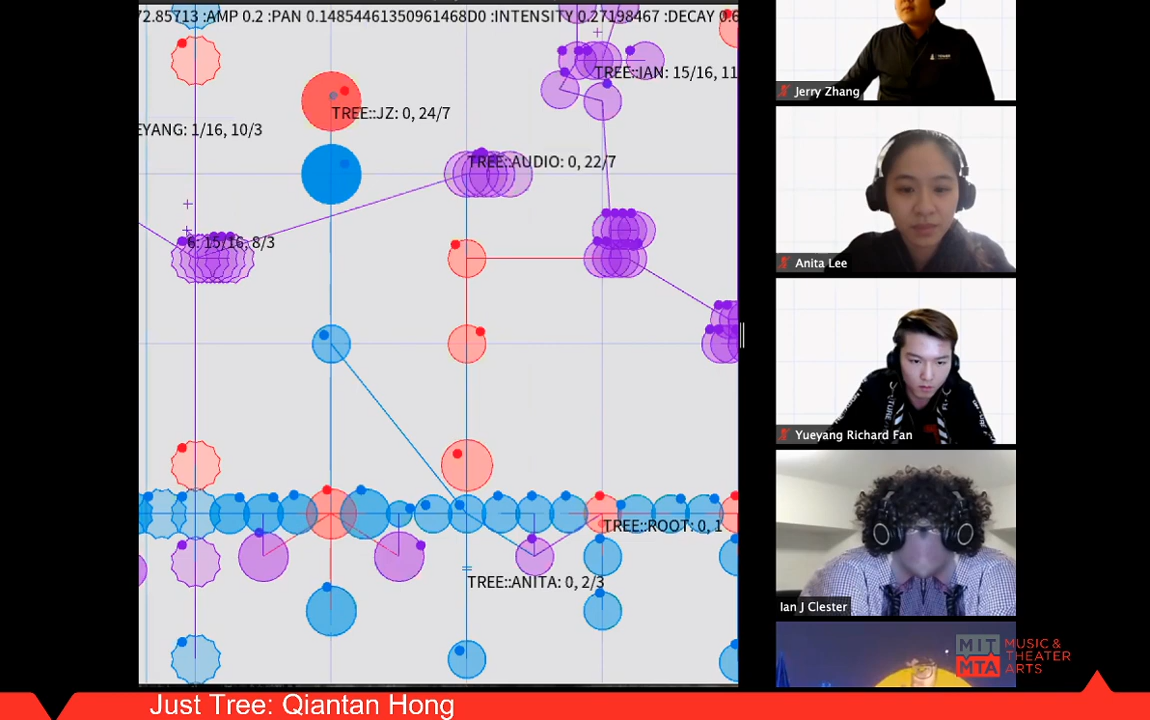 72.85713 :AMP 0.2 :PAN 0.14854461350961468D0 :INTENSITY 0.27198467 :DECAY 0.6
TREE::IAN: 15/16, 11
TREE::JZ: 0, 24/7
EYANG: 1/16, 10/3
TREE::AUDIO: 0, 22/7
6: 15/16, 8/3
TREE::ROOT: 0, 1
TREE::ANITA: 0, 2/3
Jerry Zhang
Anita Lee
Yueyang Richard Fan
Ian J Clester
MIT
MTA
MUSIC &
THEATER
ARTS
Just Tree: Qiantan Hong